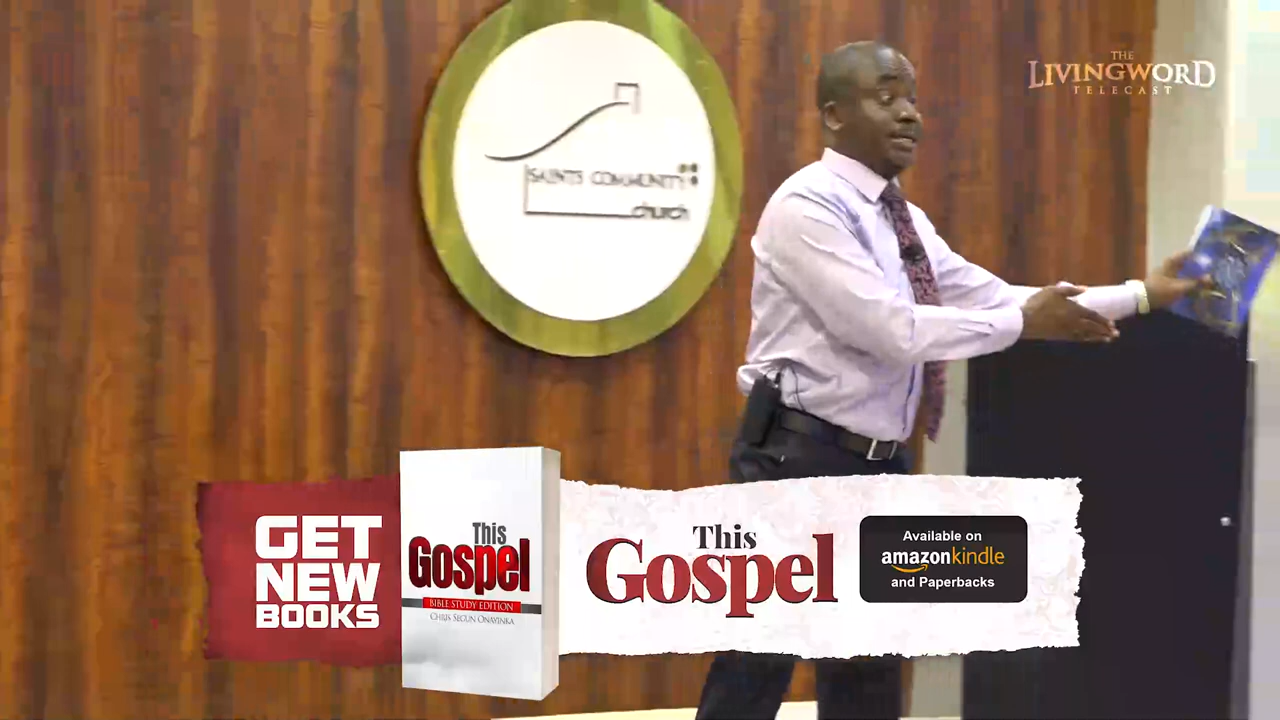 THE
LIVINGWORD
TELECAST
SAINTS COMMUNITY
church
GET
NEW
BOOKS
This
Gospel
BIBLE STUDY EDITION
CHRIS SEGUN ONAYINKA
This
Gospel
Available on
amazonkindle
and Paperbacks